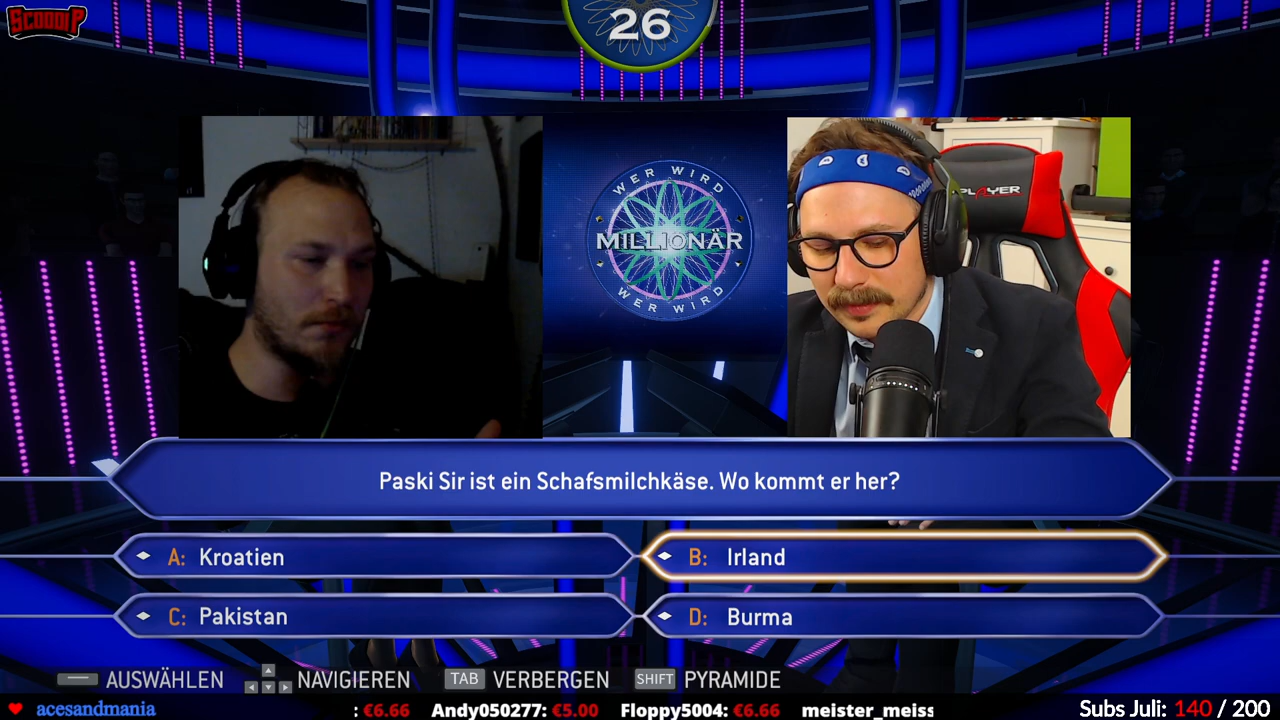 SCOOOIP
26
WER WIRD
MILLIONÄR
WER WIRD
PLAYER
Paski Sir ist ein Schafsmilchkäse. Wo kommt er her?
A: Kroatien
B: Irland
C: Pakistan
D: Burma
AUSWÄHLEN
NAVIGIEREN
TAB VERBERGEN
SHIFT PYRAMIDE
acesandmania
: €6.66 Andy050277: €5.00 Floppy5004: €6.66 meister_meiss
Subs Juli: 140 / 200